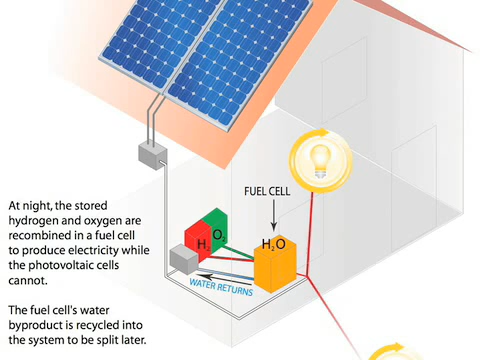 FUEL CELL
O₂
H₂
H₂O
WATER RETURNS
At night, the stored
hydrogen and oxygen are
recombined in a fuel cell
to produce electricity while
the photovoltaic cells
cannot.
The fuel cell's water
byproduct is recycled into
the system to be split later.